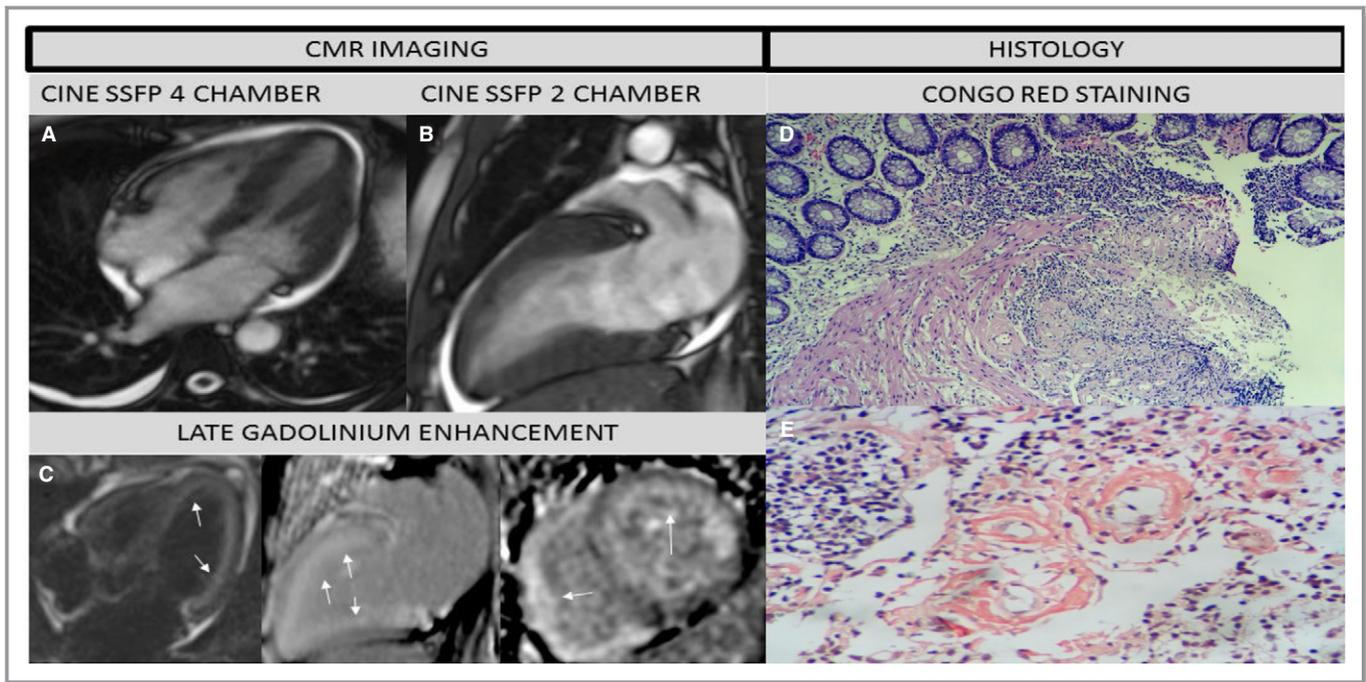 CMR IMAGING
HISTOLOGY
CINE SSFP 4 CHAMBER
CINE SSFP 2 CHAMBER
CONGO RED STAINING
A
B
D
LATE GADOLINIUM ENHANCEMENT
E
C